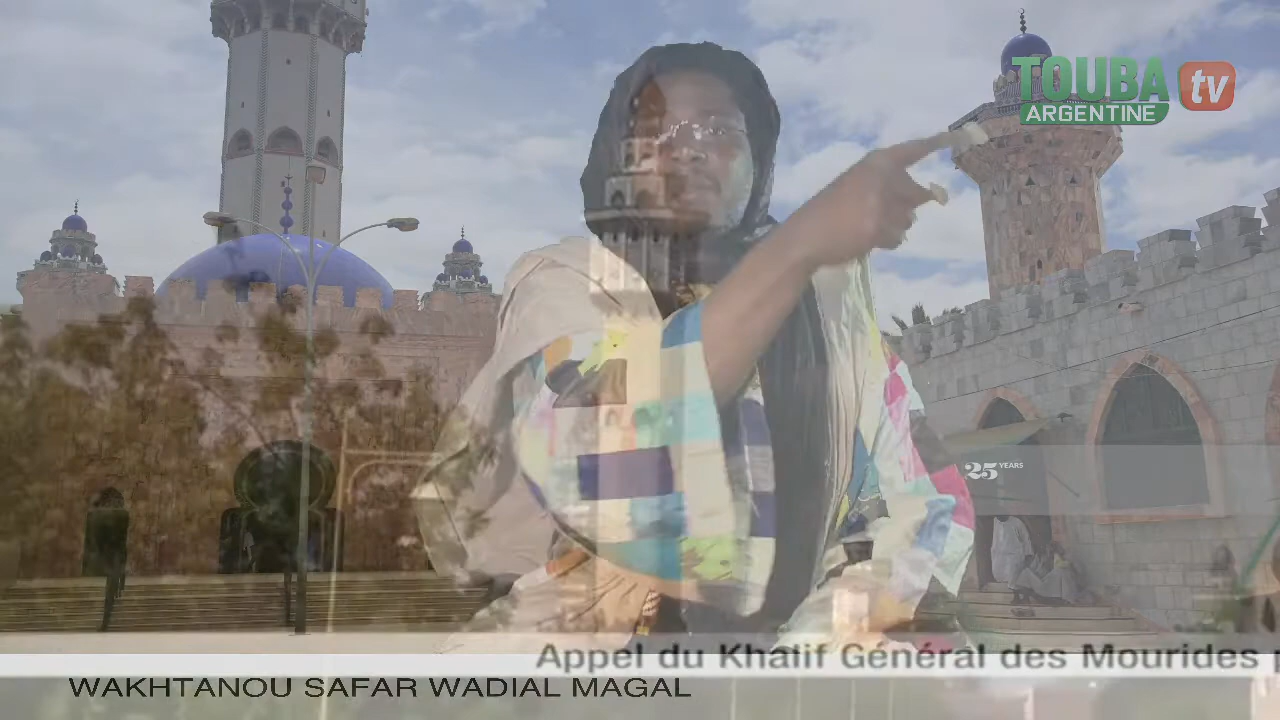 TOUBA tv
ARGENTINE
25 YEARS
Appel du Khalif Général des Mourides
WAKHTANOU SAFAR WADIAL MAGAL